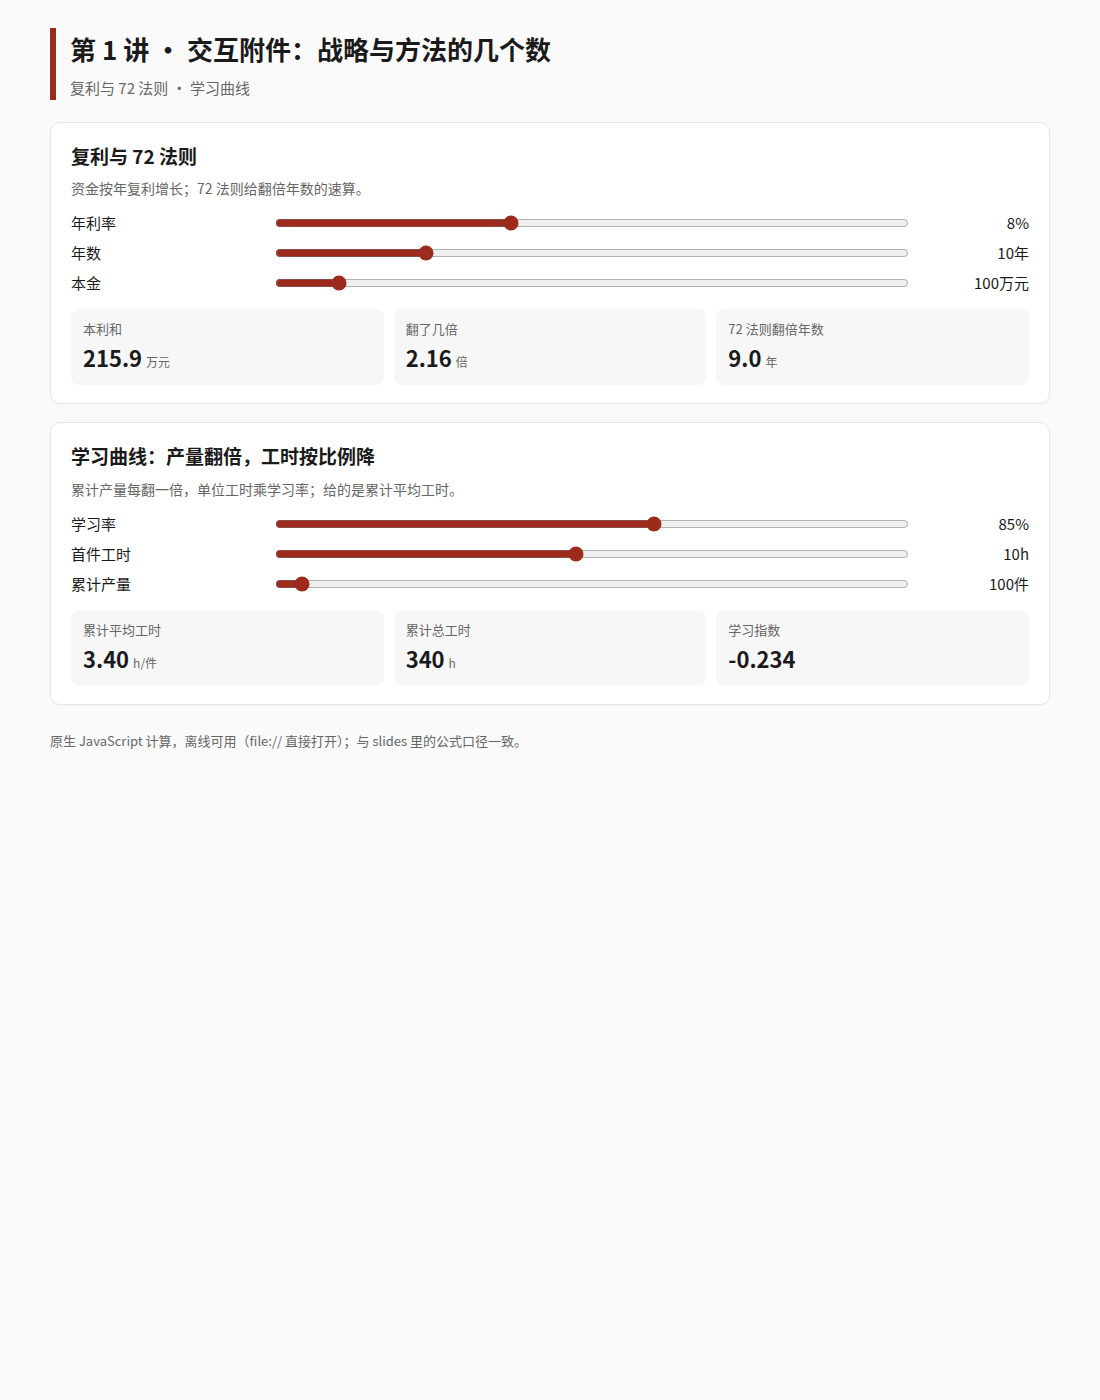 第 1 讲 · 交互附件：战略与方法的几个数
复利与 72 法则 · 学习曲线
复利与 72 法则
资金按年复利增长；72 法则给翻倍年数的速算。
年利率 8%
年数 10年
本金 100万元
本利和 翻了几倍 72 法则翻倍年数
215.9 万元 2.16 倍 9.0 年
学习曲线：产量翻倍，工时按比例降
累计产量每翻一倍，单位工时乘学习率；给的是累计平均工时。
学习率 85%
首件工时 10h
累计产量 100件
累计平均工时 累计总工时 学习指数
3.40 h/件 340 h -0.234
原生 JavaScript 计算，离线可用（file:// 直接打开）；与 slides 里的公式口径一致。